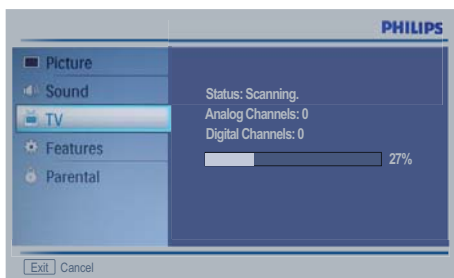 PHILIPS
Picture
Sound
TV
Features
Parental
Status: Scanning.
Analog Channels: 0
Digital Channels: 0
27%
Exit Cancel